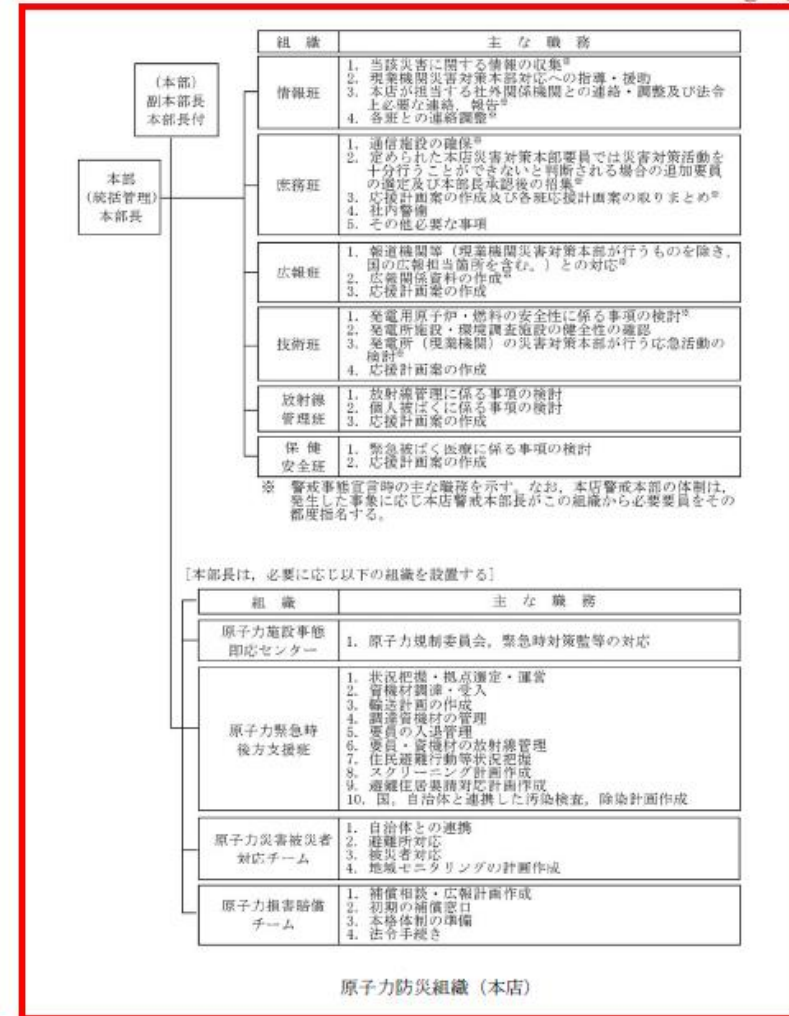 組織 主な職務
(本部)
副本部長
本部長付
本部
(統括管理)
本部長
情報班
1. 当該災害に関する情報の収集※
2. 現業機関災害対策本部対応への指導・援助
3. 本店が担当する社外関係機関との連絡・調整及び法令
上必要な連絡,報告※
4. 各班との連絡調整※
庶務班
1. 通信施設の確保※
2. 定められた本店災害対策本部要員では災害対策活動を
十分行うことができないと判断される場合の追加要員
の選定及び本部長承認後の招集※
3. 応援計画案の作成及び各班応援計画案の取りまとめ※
4. 社内警備
5. その他必要な事項
広報班
1. 報道機関等(現業機関災害対策本部が行うものを除き,
国の広報担当箇所を含む。)との対応※
2. 広報関係資料の作成※
3. 応援計画案の作成
技術班
1. 発電用原子炉・燃料の安全性に係る事項の検討※
2. 発電所施設・環境調査施設の健全性の確認
3. 発電所(現業機関)の災害対策本部が行う応急活動の
検討※
4. 応援計画案の作成
放射線
管理班
1. 放射線管理に係る事項の検討
2. 個人被ばくに係る事項の検討
3. 応援計画案の作成
保健
安全班
1. 緊急被ばく医療に係る事項の検討
2. 応援計画案の作成
※ 警戒事態宣言時の主な職務を示す。なお,本店警戒本部の体制は,
発生した事象に応じ本店警戒本部長がこの組織から必要要員をその
都度指名する。
[本部長は,必要に応じ以下の組織を設置する]
組織 主な職務
原子力施設事態
即応センター
1. 原子力規制委員会,緊急時対策監等の対応
原子力緊急時
後方支援班
1. 状況把握・拠点選定・運営
2. 資機材調達・受入
3. 輸送計画の作成
4. 調達資機材の管理
5. 要員の入退管理
6. 要員・資機材の放射線管理
7. 住民避難行動等状況把握
8. スクリーニング計画作成
9. 避難住居要請対応計画作成
10. 国,自治体と連携した汚染検査,除染計画作成
原子力災害被災者
対応チーム
1. 自治体との連携
2. 避難所対応
3. 被災者対応
4. 地域モニタリングの計画作成
原子力損害賠償
チーム
1. 補償相談・広報計画作成
2. 初期の補償窓口
3. 本格体制の準備
4. 法令手続き
原子力防災組織(本店)